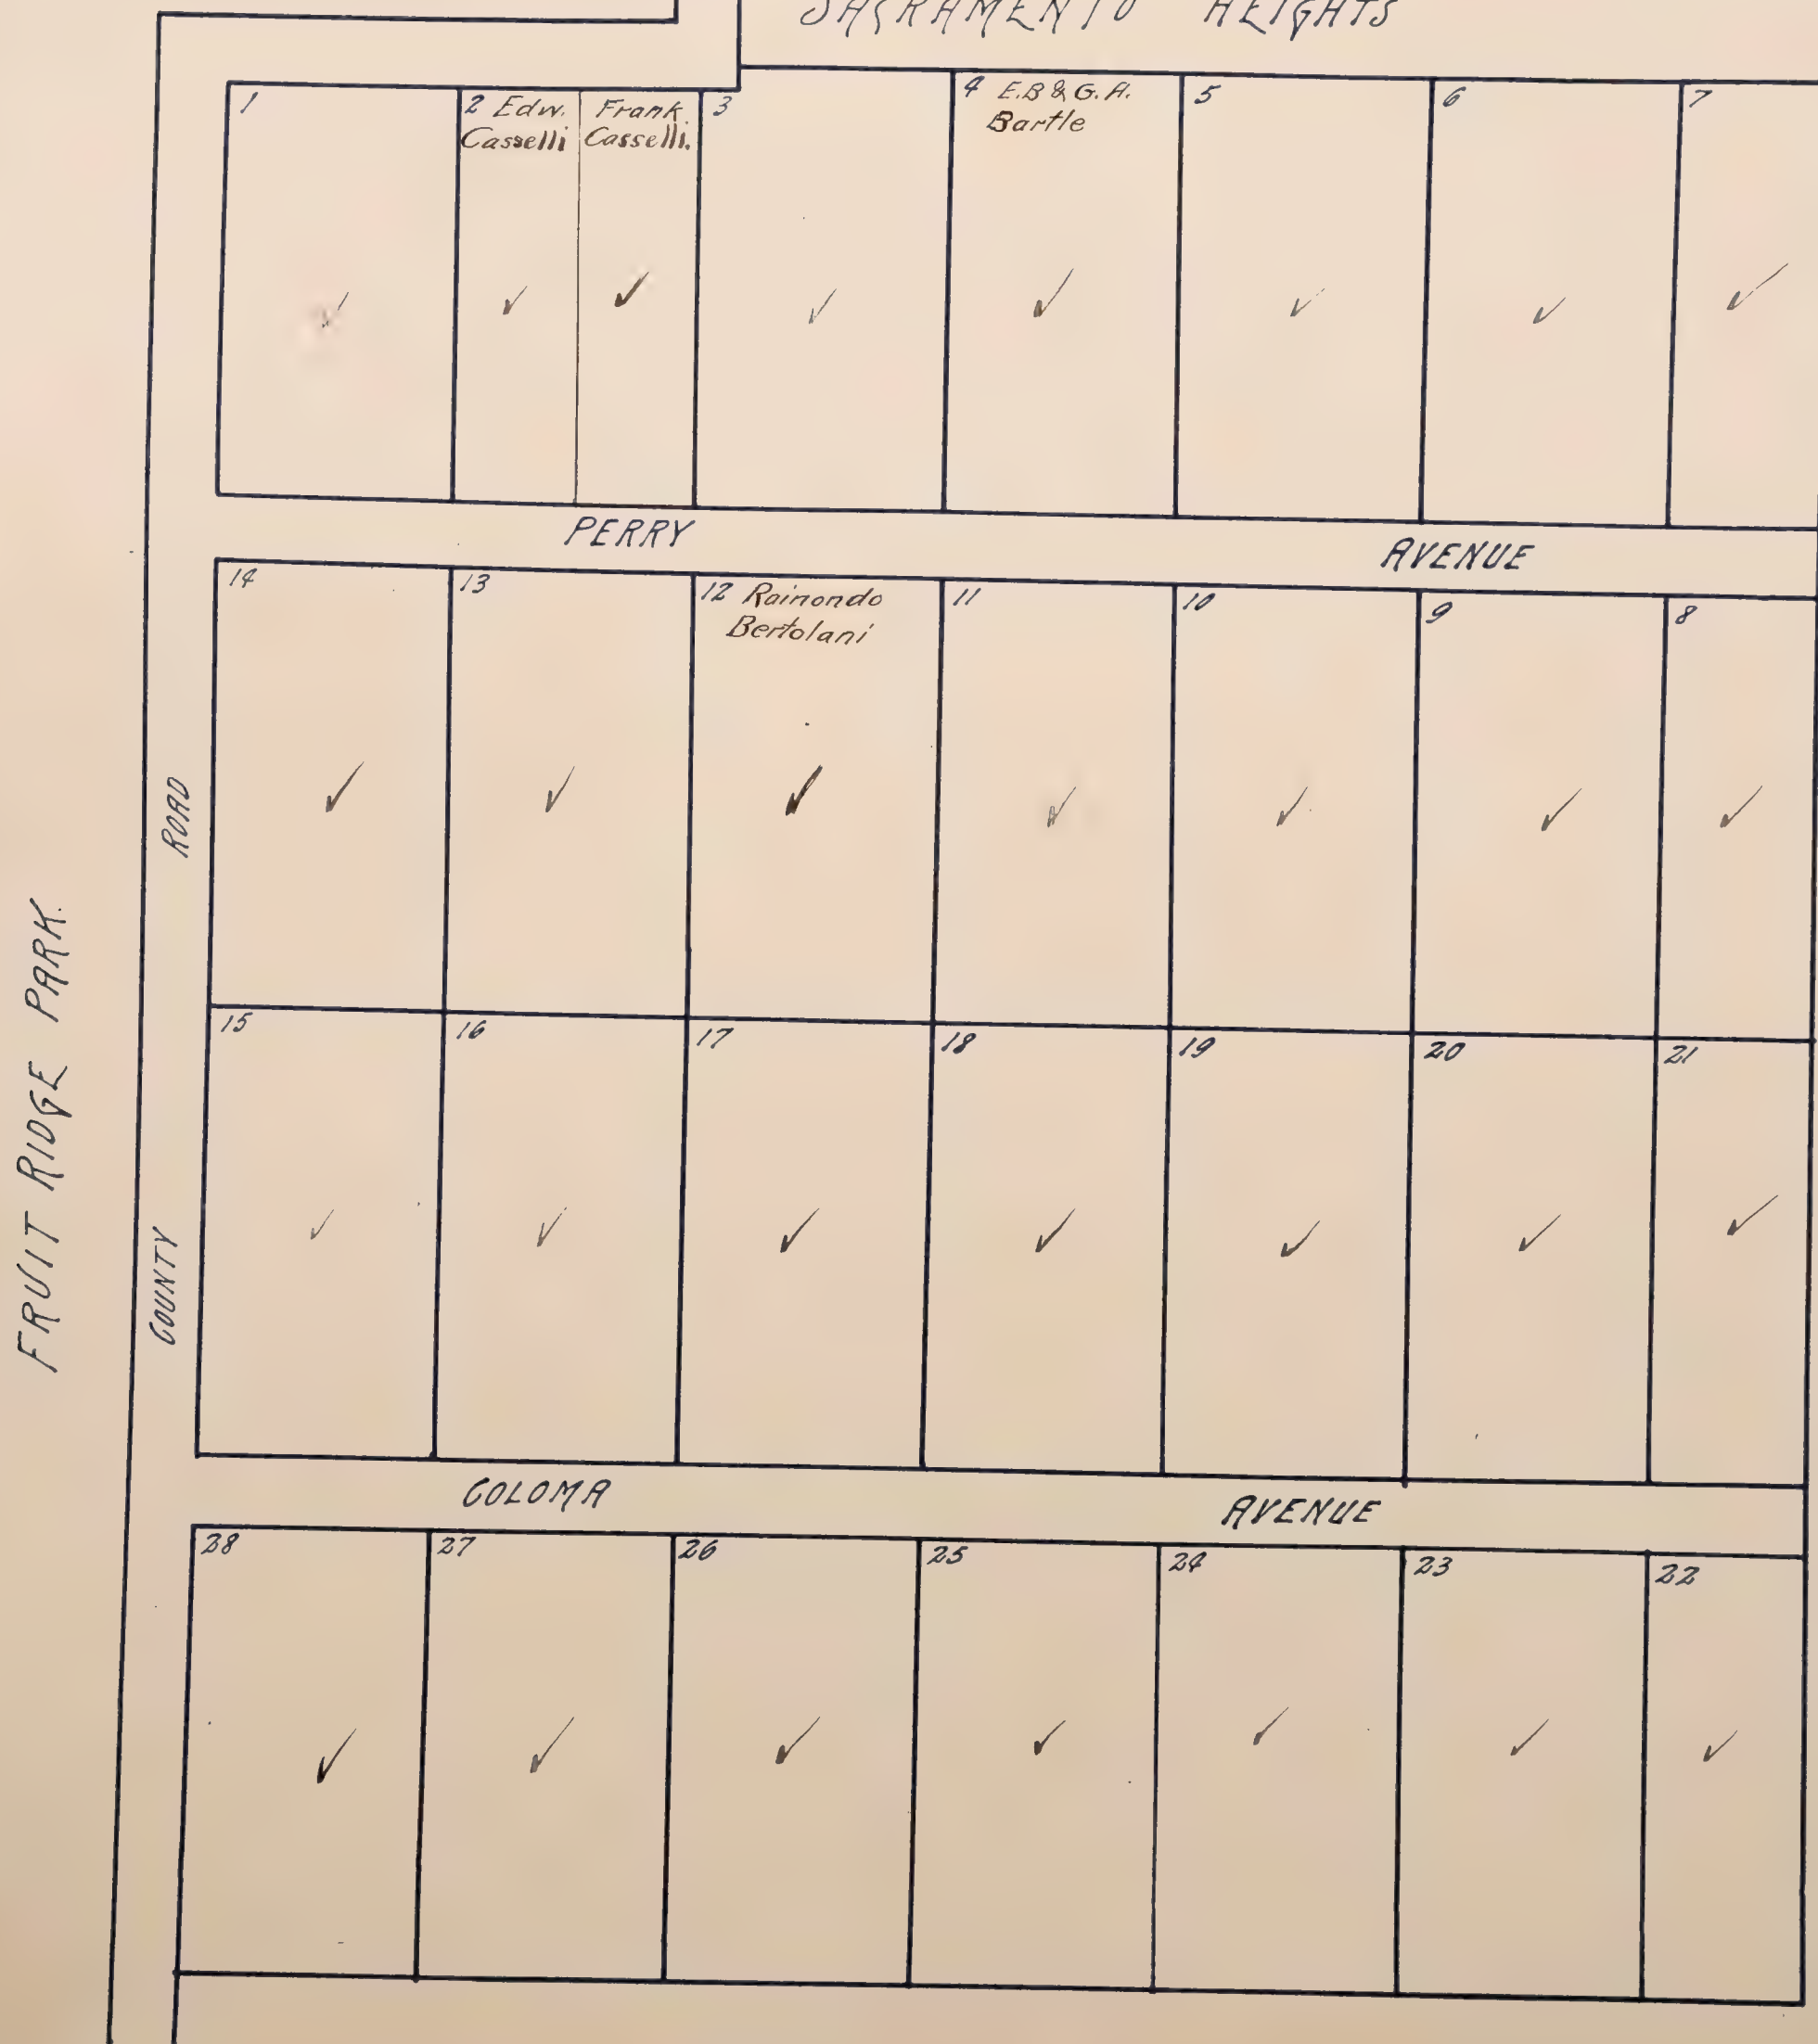 SACRAMENTO HEIGHTS
1
2 Edw.
Casselli
Frank
Casselli.
3
4 E.B & G.A.
Bartle
5
6
7
PERRY AVENUE
14
13
12 Rainondo
Bertolani
11
10
9
8
ROAD
COUNTY
FRUIT RIDGE PARK.
15
16
17
18
19
20
21
COLOMA AVENUE
28
27
26
25
24
23
22